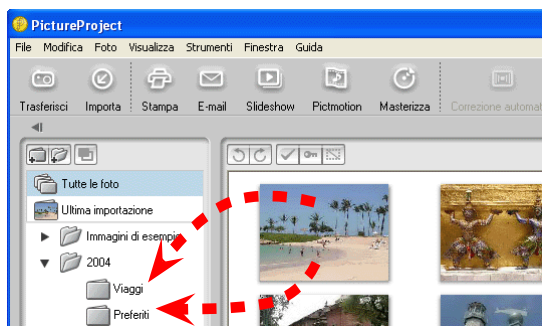 PictureProject
File Modifica Foto Visualizza Strumenti Finestra Guida
Trasferisci Importa Stampa E-mail Slideshow Pictmotion Masterizza Correzione automat
Tutte le foto
Ultima importazione
Immagini di esempio
2004
Viaggi
Preferiti